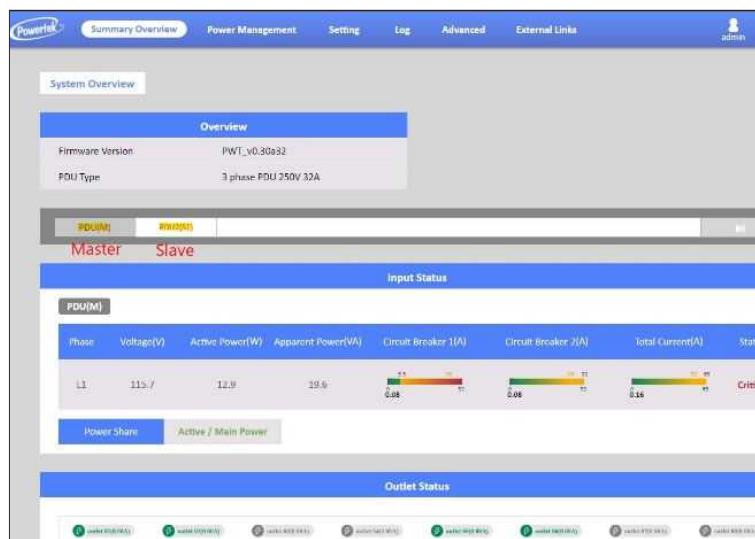 Powertek Summary Overview Power Management Setting Log Advanced External Links admin
System Overview
Overview
Firmware Version PWT_v0.30a32
PDU Type 3 phase PDU 250V 32A
PDU(M)
Master Slave
Input Status
PDU(M)
Phase Voltage(V) Active Power(W) Apparent Power(VA) Circuit Breaker 1(A) Circuit Breaker 2(A) Total Current(A) Stat
L1 115.7 12.9 19.6 0.08 0.08 0.16 Criti
Power Share Active / Main Power
Outlet Status